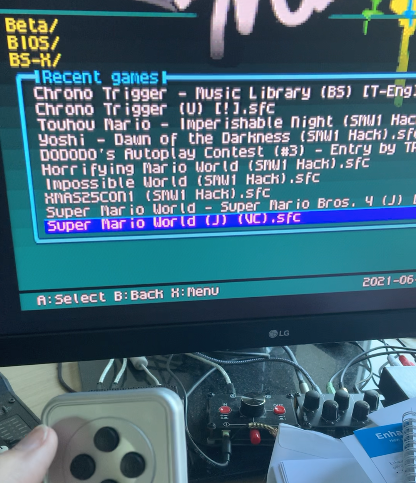 Beta/
BIOS/
BS-X/
Recent games
Chrono Trigger - Music Library (BS) [T-Eng]
Chrono Trigger (U) [!].sfc
Touhou Mario - Imperishable Night (SMW1 Hac
Yoshi - Dawn of the Darkness (SMW1 Hack).sf
DODODO's Autoplay Contest (#3) - Entry by TA
Horrifying Mario World (SMW1 Hack).sfc
Impossible World (SMW1 Hack).sfc
XMAS25CON1 (SMW1 Hack).sfc
Super Mario World - Super Mario Bros. 4 (J)
Super Mario World (J) (VC).sfc
A:Select B:Back X:Menu
2021-06-
LG
Enha